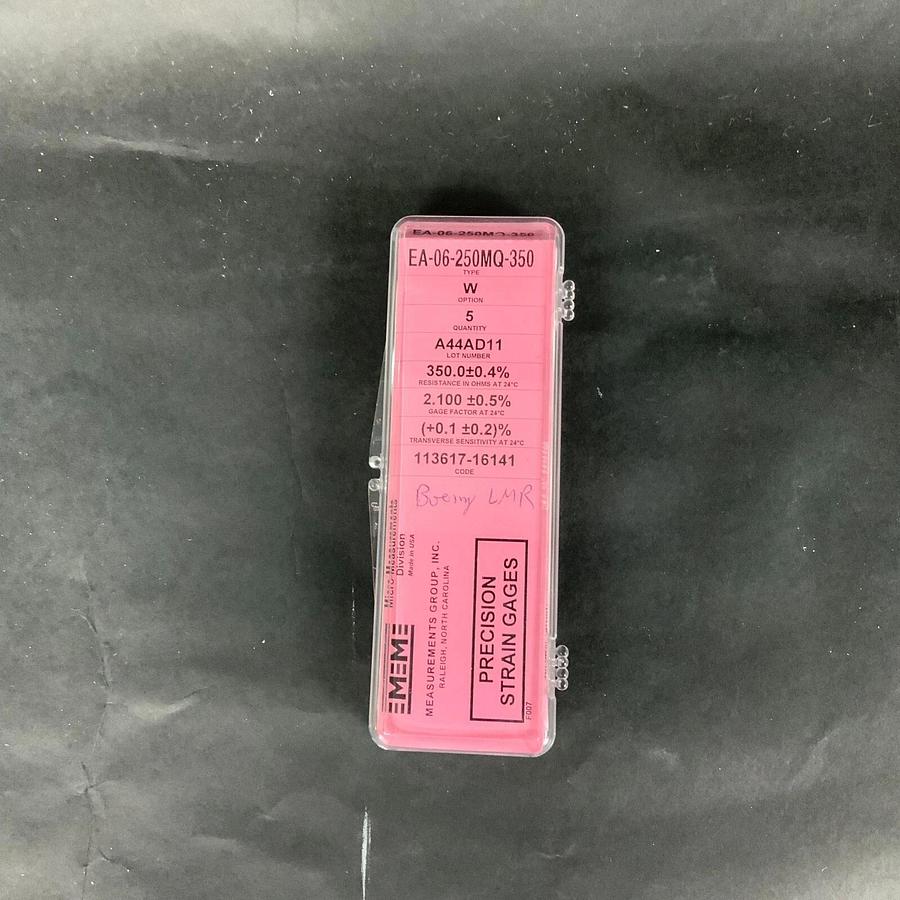 EA-06-250MQ-350
EA-06-250MQ-350
TYPE
W
OPTION
5
QUANTITY
A44AD11
LOT NUMBER
350.0±0.4%
RESISTANCE IN OHMS AT 24°C
2.100 ±0.5%
GAGE FACTOR AT 24°C
(+0.1 ±0.2)%
TRANSVERSE SENSITIVITY AT 24°C
113617-16141
CODE
LMR
Micro-Measurements
Division
Made in USA
MM
MEASUREMENTS GROUP, INC.
RALEIGH, NORTH CAROLINA
PRECISION
STRAIN GAGES
F007